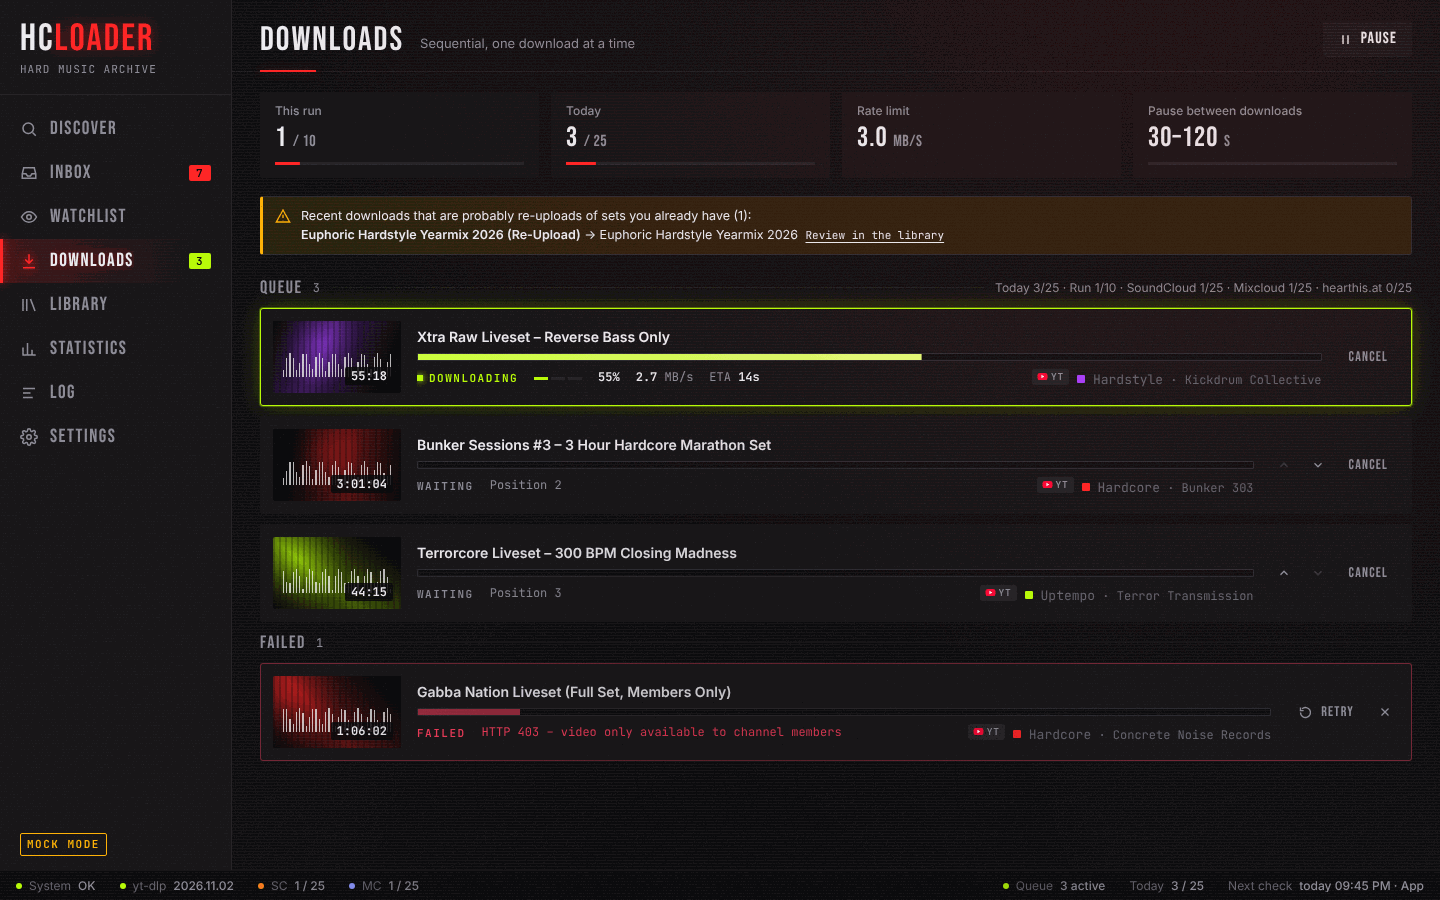 HCLOADER
HARD MUSIC ARCHIVE
DISCOVER
INBOX 7
WATCHLIST
DOWNLOADS 3
LIBRARY
STATISTICS
LOG
SETTINGS
MOCK MODE
DOWNLOADS Sequential, one download at a time
PAUSE
This run
1 / 10
Today
3 / 25
Rate limit
3.0 MB/S
Pause between downloads
30–120 S
Recent downloads that are probably re-uploads of sets you already have (1):
Euphoric Hardstyle Yearmix 2026 (Re-Upload) → Euphoric Hardstyle Yearmix 2026 Review in the library
QUEUE 3
Today 3/25 · Run 1/10 · SoundCloud 1/25 · Mixcloud 1/25 · hearthis.at 0/25
55:18
Xtra Raw Liveset – Reverse Bass Only
DOWNLOADING 55% 2.7 MB/s ETA 14s
YT Hardstyle · Kickdrum Collective
CANCEL
3:01:04
Bunker Sessions #3 – 3 Hour Hardcore Marathon Set
WAITING Position 2
YT Hardcore · Bunker 303
CANCEL
44:15
Terrorcore Liveset – 300 BPM Closing Madness
WAITING Position 3
YT Uptempo · Terror Transmission
CANCEL
FAILED 1
1:06:02
Gabba Nation Liveset (Full Set, Members Only)
FAILED HTTP 403 – video only available to channel members
YT Hardcore · Concrete Noise Records
RETRY
System OK yt-dlp 2026.11.02 SC 1 / 25 MC 1 / 25
Queue 3 active Today 3 / 25 Next check today 09:45 PM · App